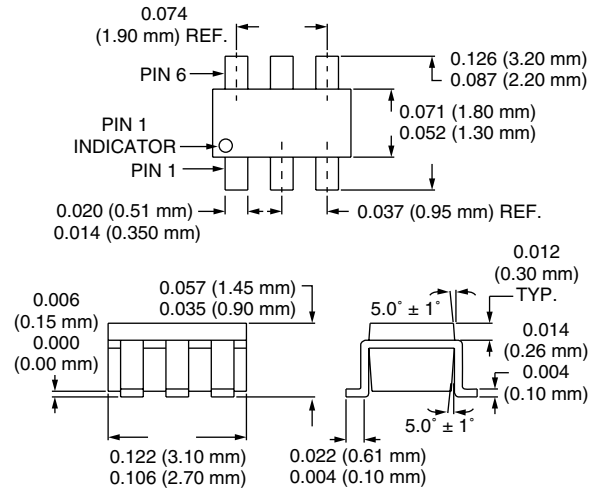 0.074
(1.90 mm) REF.
PIN 6
0.126 (3.20 mm)
0.087 (2.20 mm)
0.071 (1.80 mm)
0.052 (1.30 mm)
PIN 1
INDICATOR
PIN 1
0.020 (0.51 mm)
0.014 (0.350 mm)
0.037 (0.95 mm) REF.
0.006
(0.15 mm)
0.000
(0.00 mm)
0.057 (1.45 mm)
0.035 (0.90 mm)
0.122 (3.10 mm)
0.106 (2.70 mm)
5.0˚ ± 1˚
0.012
(0.30 mm)
TYP.
0.014
(0.26 mm)
0.004
(0.10 mm)
5.0˚ ± 1˚
0.022 (0.61 mm)
0.004 (0.10 mm)